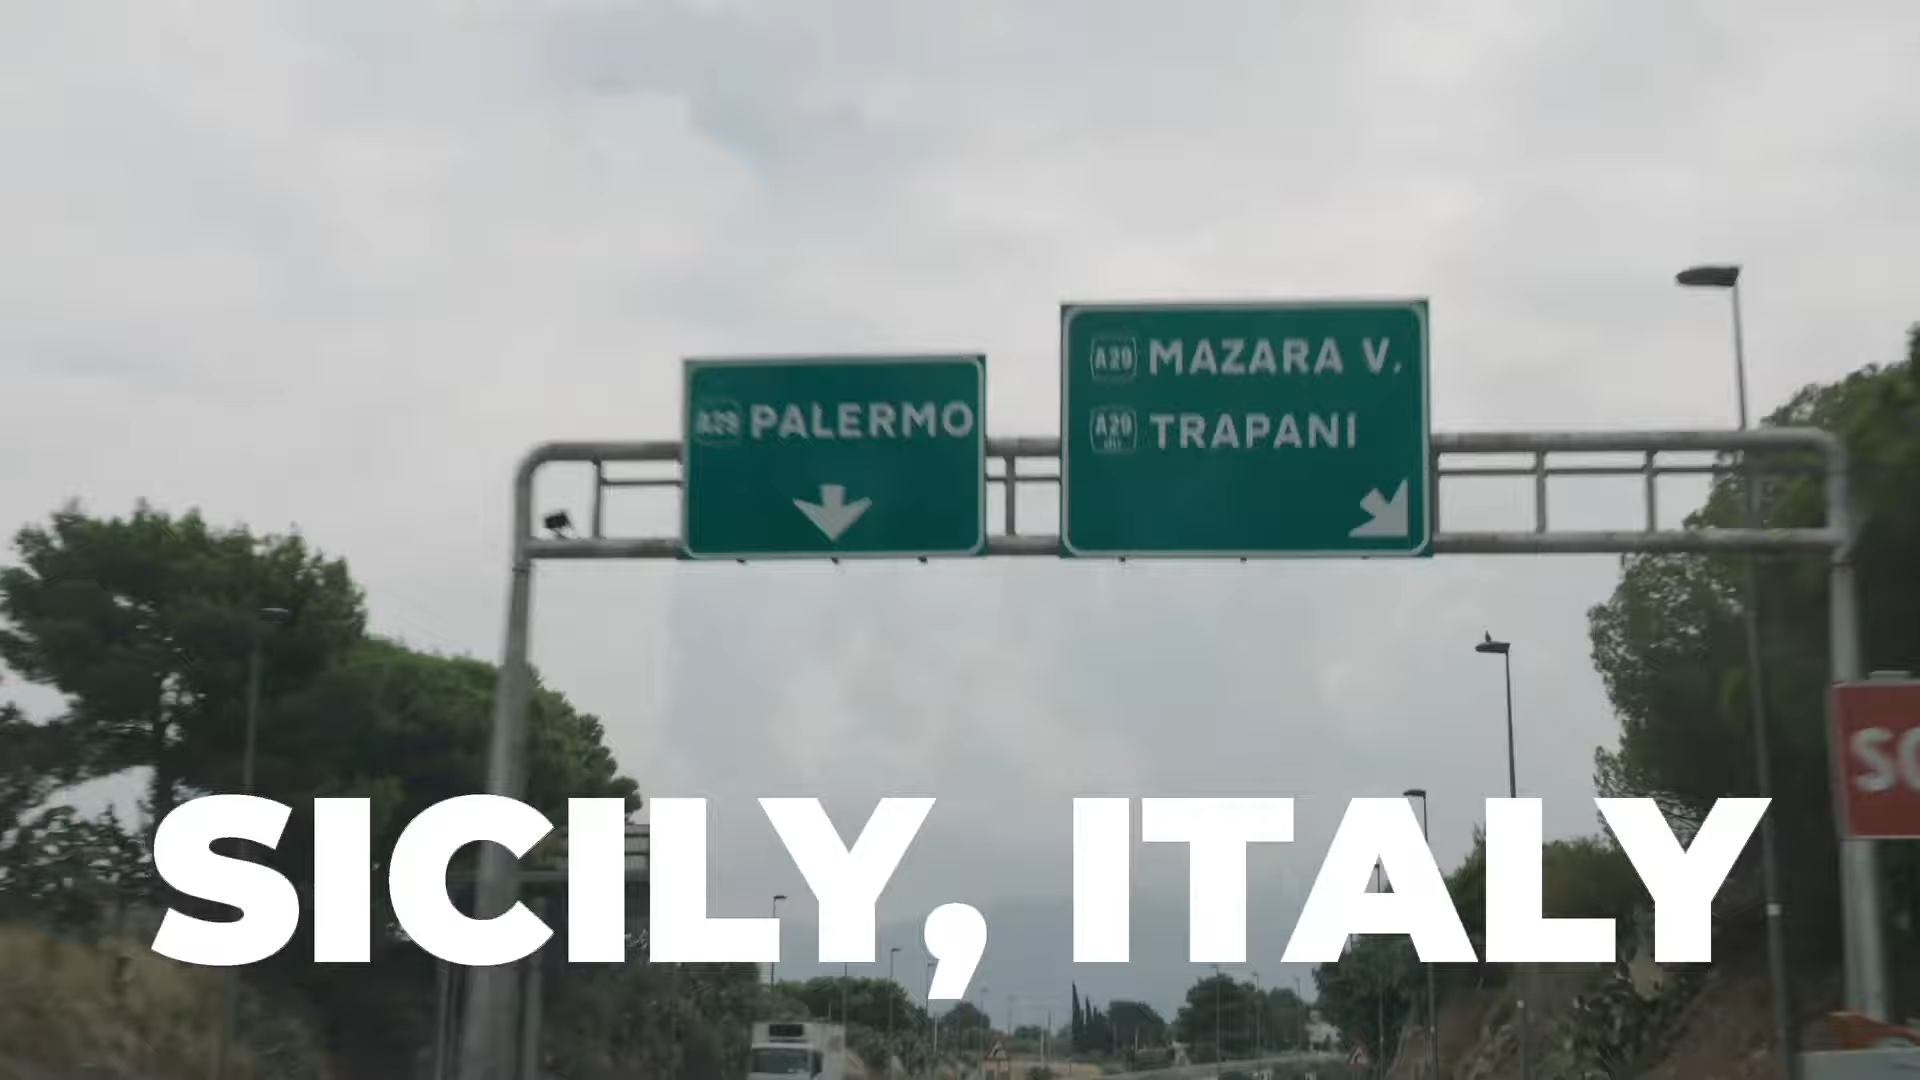 A29 PALERMO
A29 MAZARA V.
A29 TRAPANI
SICILY, ITALY